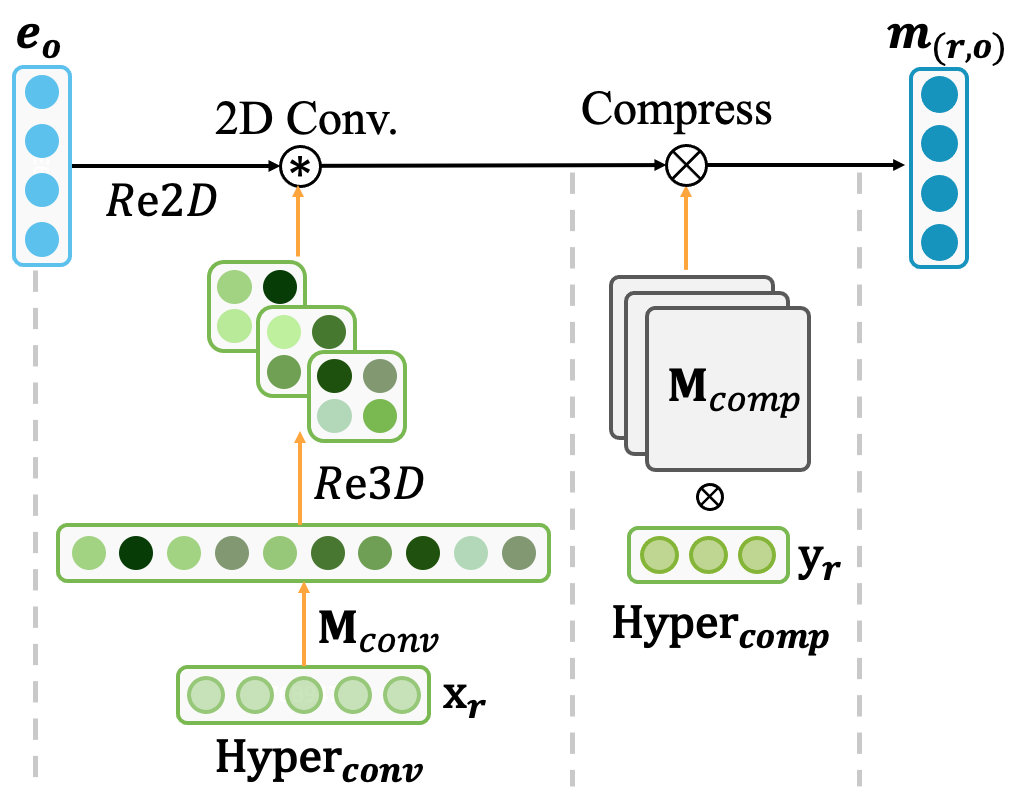 e_o
m_(r,o)
2D Conv.
Compress
Re2D
M_comp
Re3D
y_r
Hyper_comp
M_conv
x_r
Hyper_conv